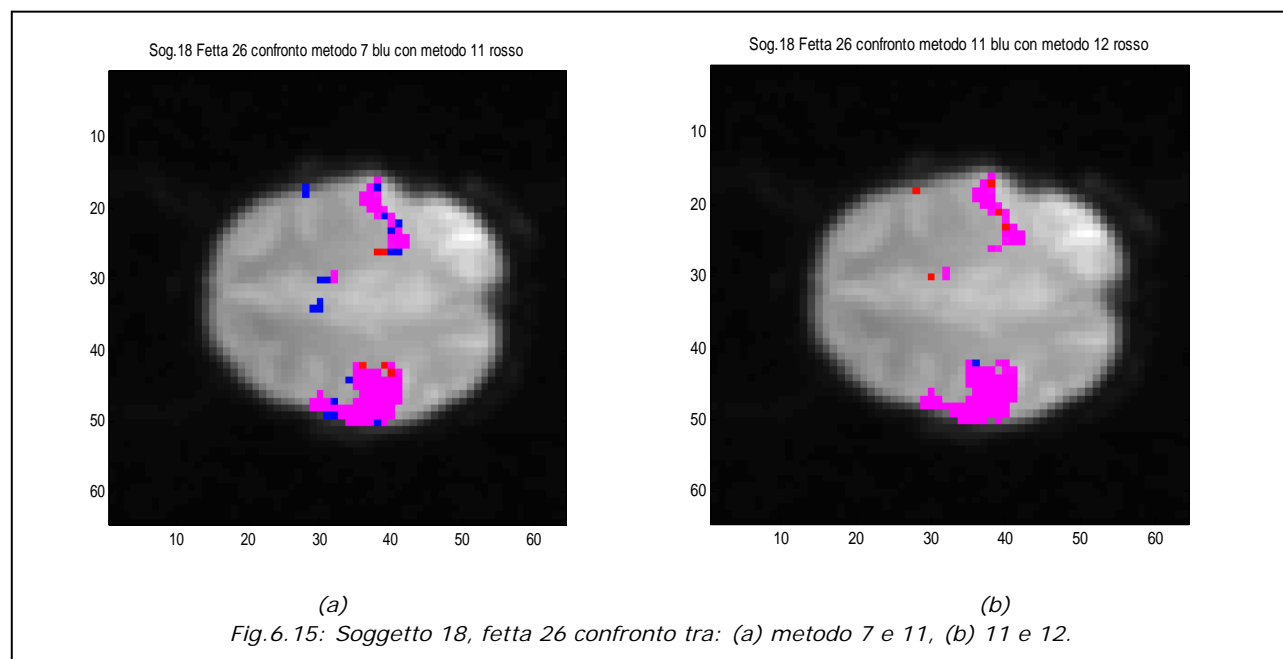 Sog.18 Fetta 26 confronto metodo 7 blu con metodo 11 rosso
10
20
30
40
50
60
10 20 30 40 50 60
(a)
Sog.18 Fetta 26 confronto metodo 11 blu con metodo 12 rosso
10
20
30
40
50
60
10 20 30 40 50 60
(b)
Fig.6.15: Soggetto 18, fetta 26 confronto tra: (a) metodo 7 e 11, (b) 11 e 12.